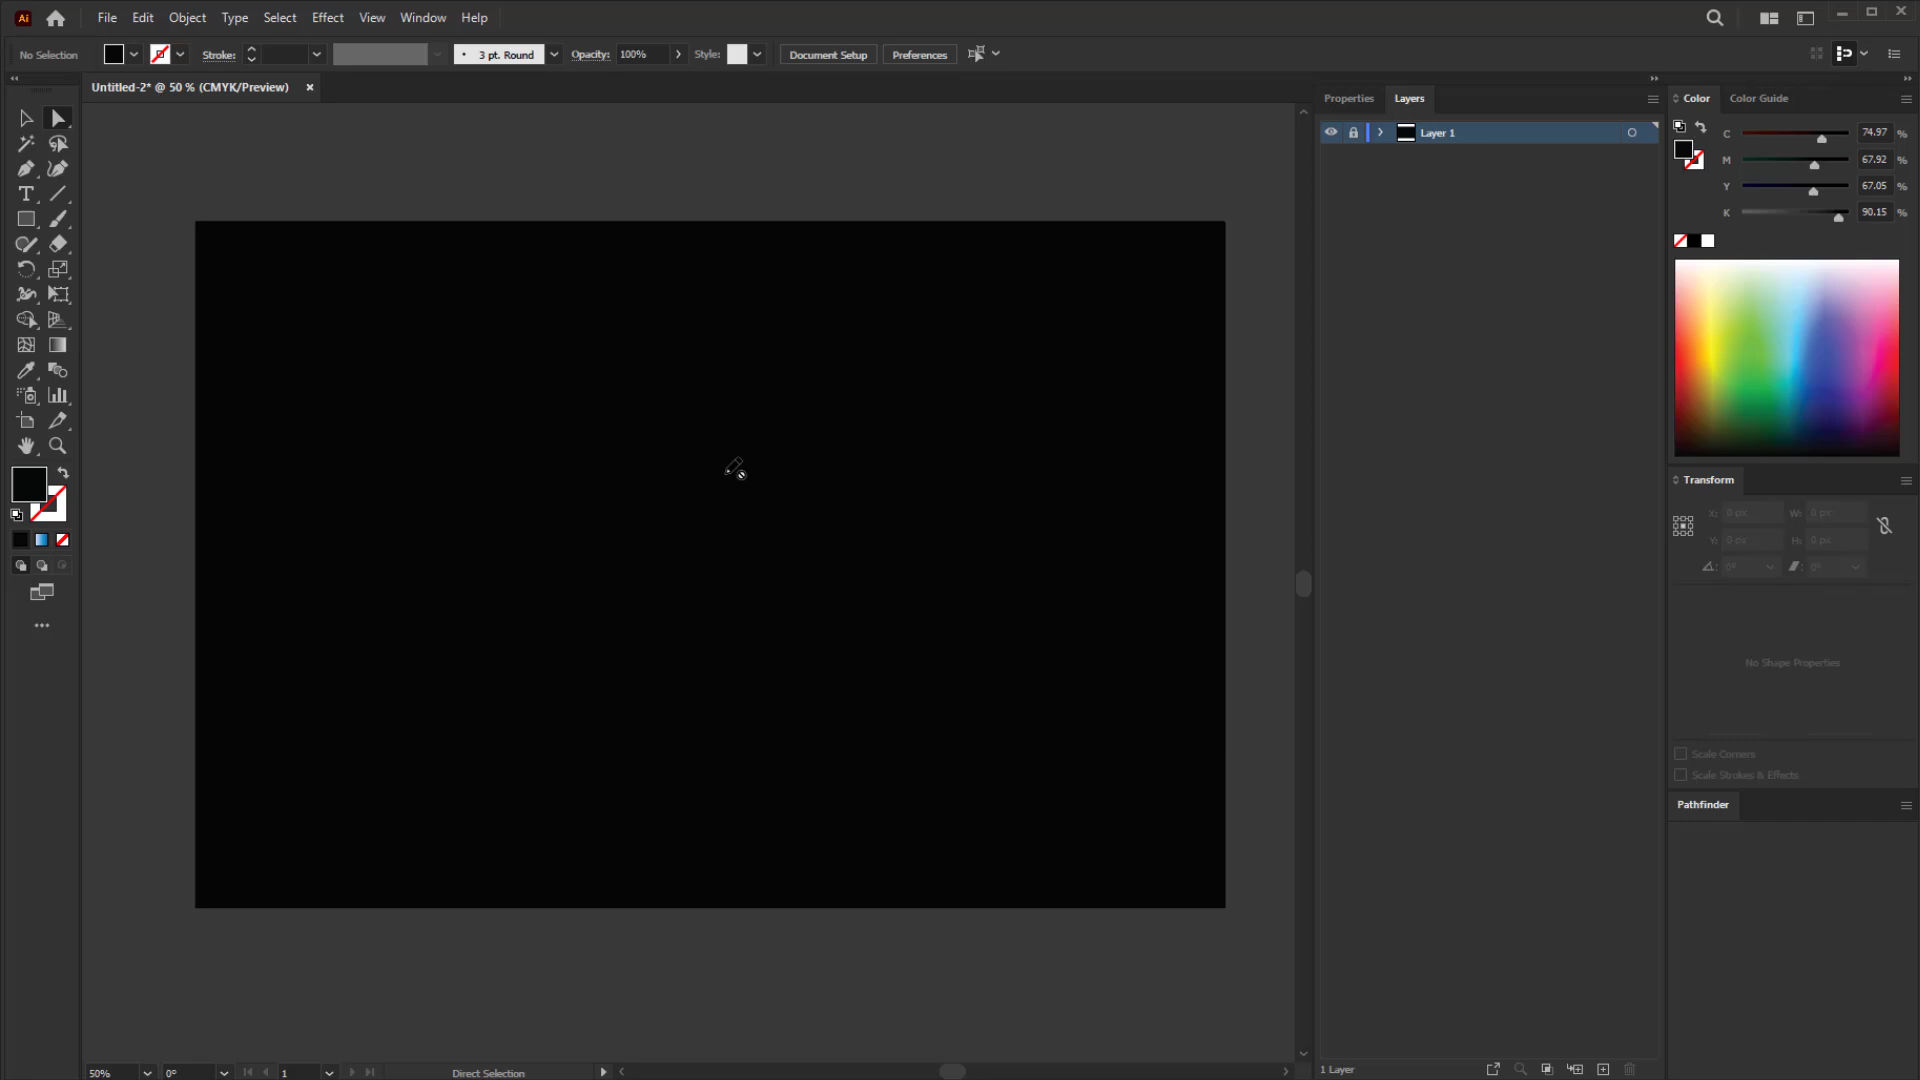 Ai File Edit Object Type Select Effect View Window Help
No Selection Stroke: 3 pt. Round Opacity: 100% Style: Document Setup Preferences
Untitled-2* @ 50 % (CMYK/Preview) ×
Properties Layers
Layer 1
Color Color Guide
C 74.97 %
M 67.92 %
Y 67.05 %
K 90.15 %
Transform
X: 0 px W: 0 px
Y: 0 px H: 0 px
0° 0°
No Shape Properties
Scale Corners
Scale Strokes & Effects
Pathfinder
50% 0° 1 Direct Selection
1 Layer